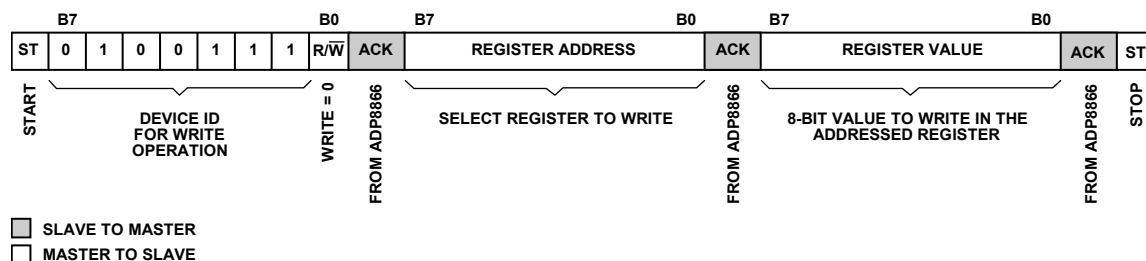 B7 B0 B7 B0 B7 B0
ST 0 1 0 0 1 1 1 R/W̅ ACK REGISTER ADDRESS ACK REGISTER VALUE ACK ST
START
DEVICE ID
FOR WRITE
OPERATION
WRITE = 0
FROM ADP8866
SELECT REGISTER TO WRITE
FROM ADP8866
8-BIT VALUE TO WRITE IN THE
ADDRESSED REGISTER
FROM ADP8866
STOP
SLAVE TO MASTER
MASTER TO SLAVE